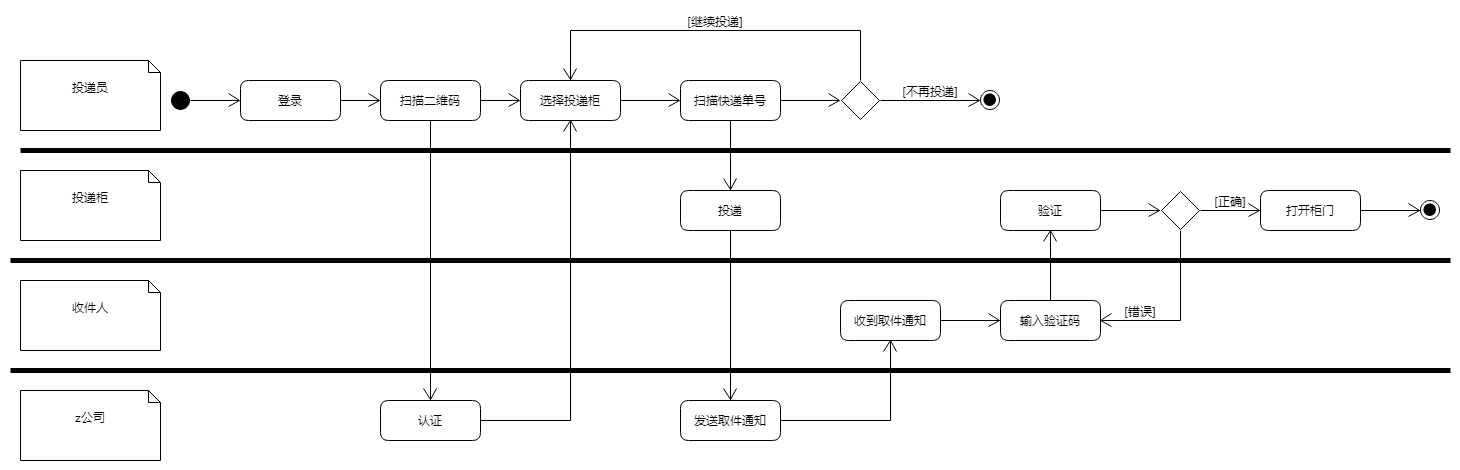 [继续投递]
投递员
登录
扫描二维码
选择投递柜
扫描快递单号
[不再投递]
投递柜
投递
验证
[正确]
打开柜门
收件人
收到取件通知
输入验证码
[错误]
z公司
认证
发送取件通知